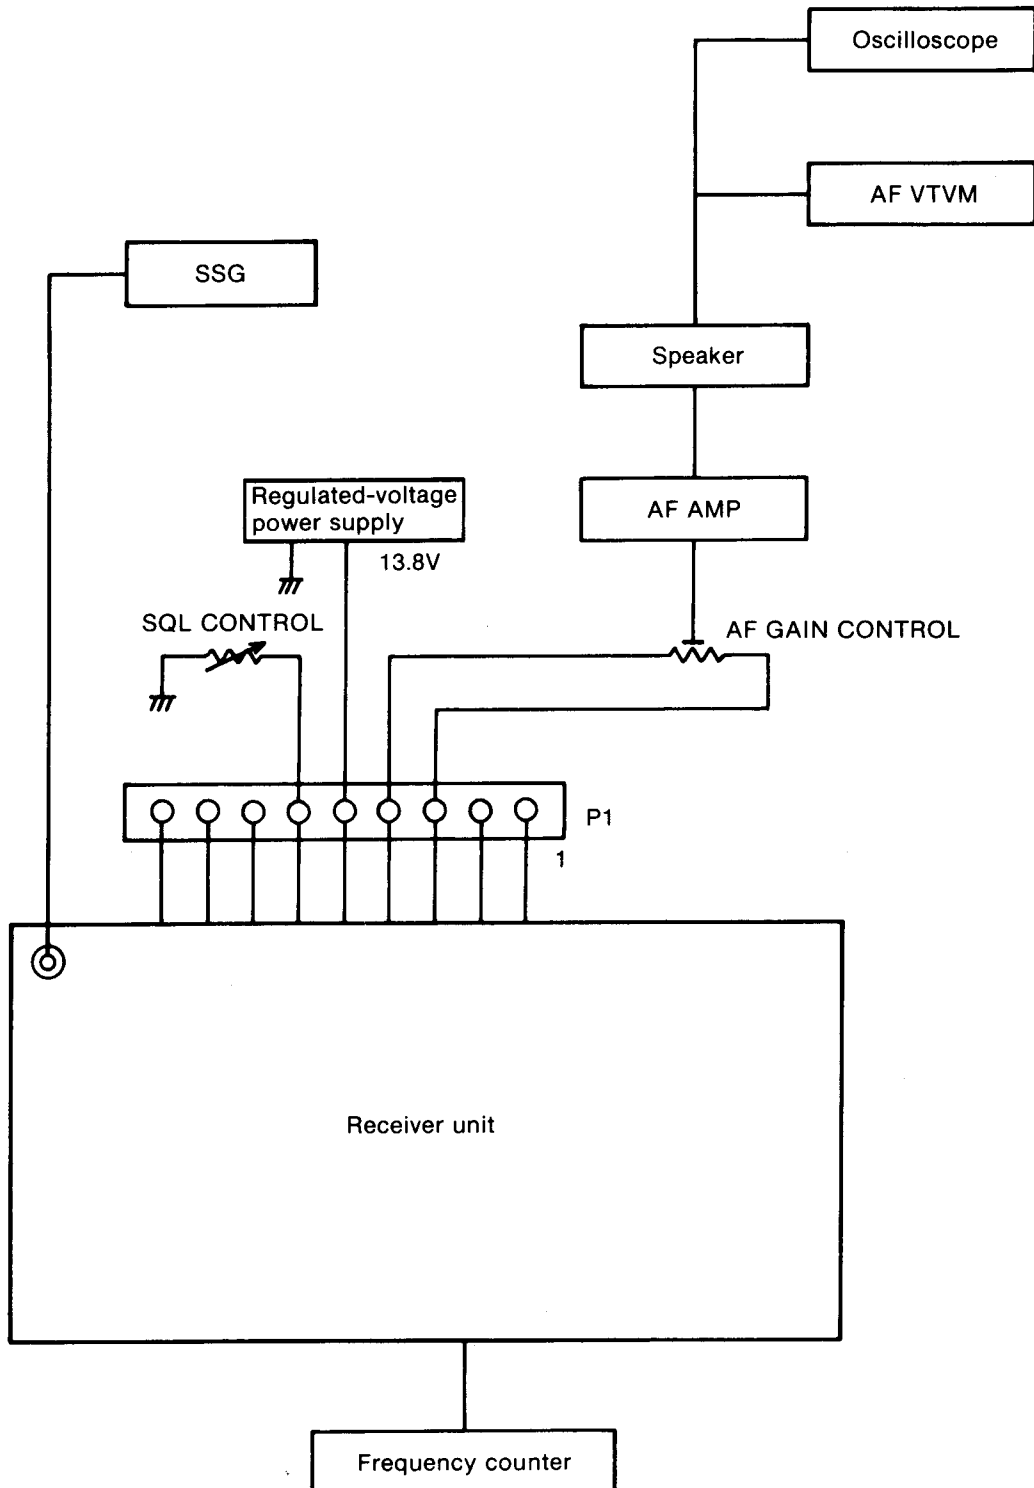 Oscilloscope
AF VTVM
SSG
Speaker
Regulated-voltage
power supply
AF AMP
13.8V
SQL CONTROL
AF GAIN CONTROL
P1
1
Receiver unit
Frequency counter